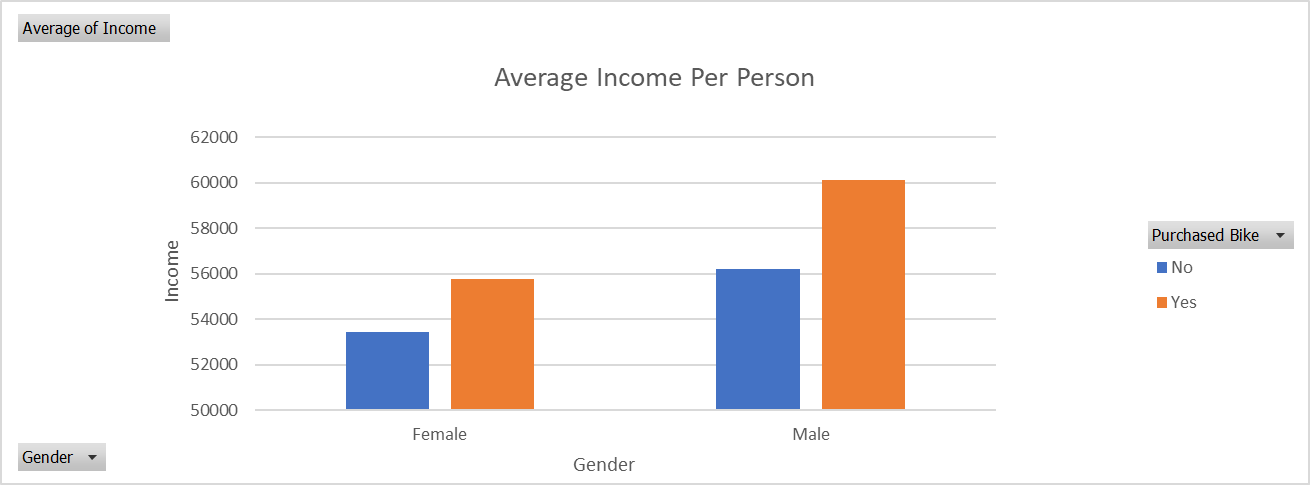 Average of Income
Average Income Per Person
62000
60000
58000
56000
54000
52000
50000
Income
Female
Male
Gender
Purchased Bike
No
Yes
Gender